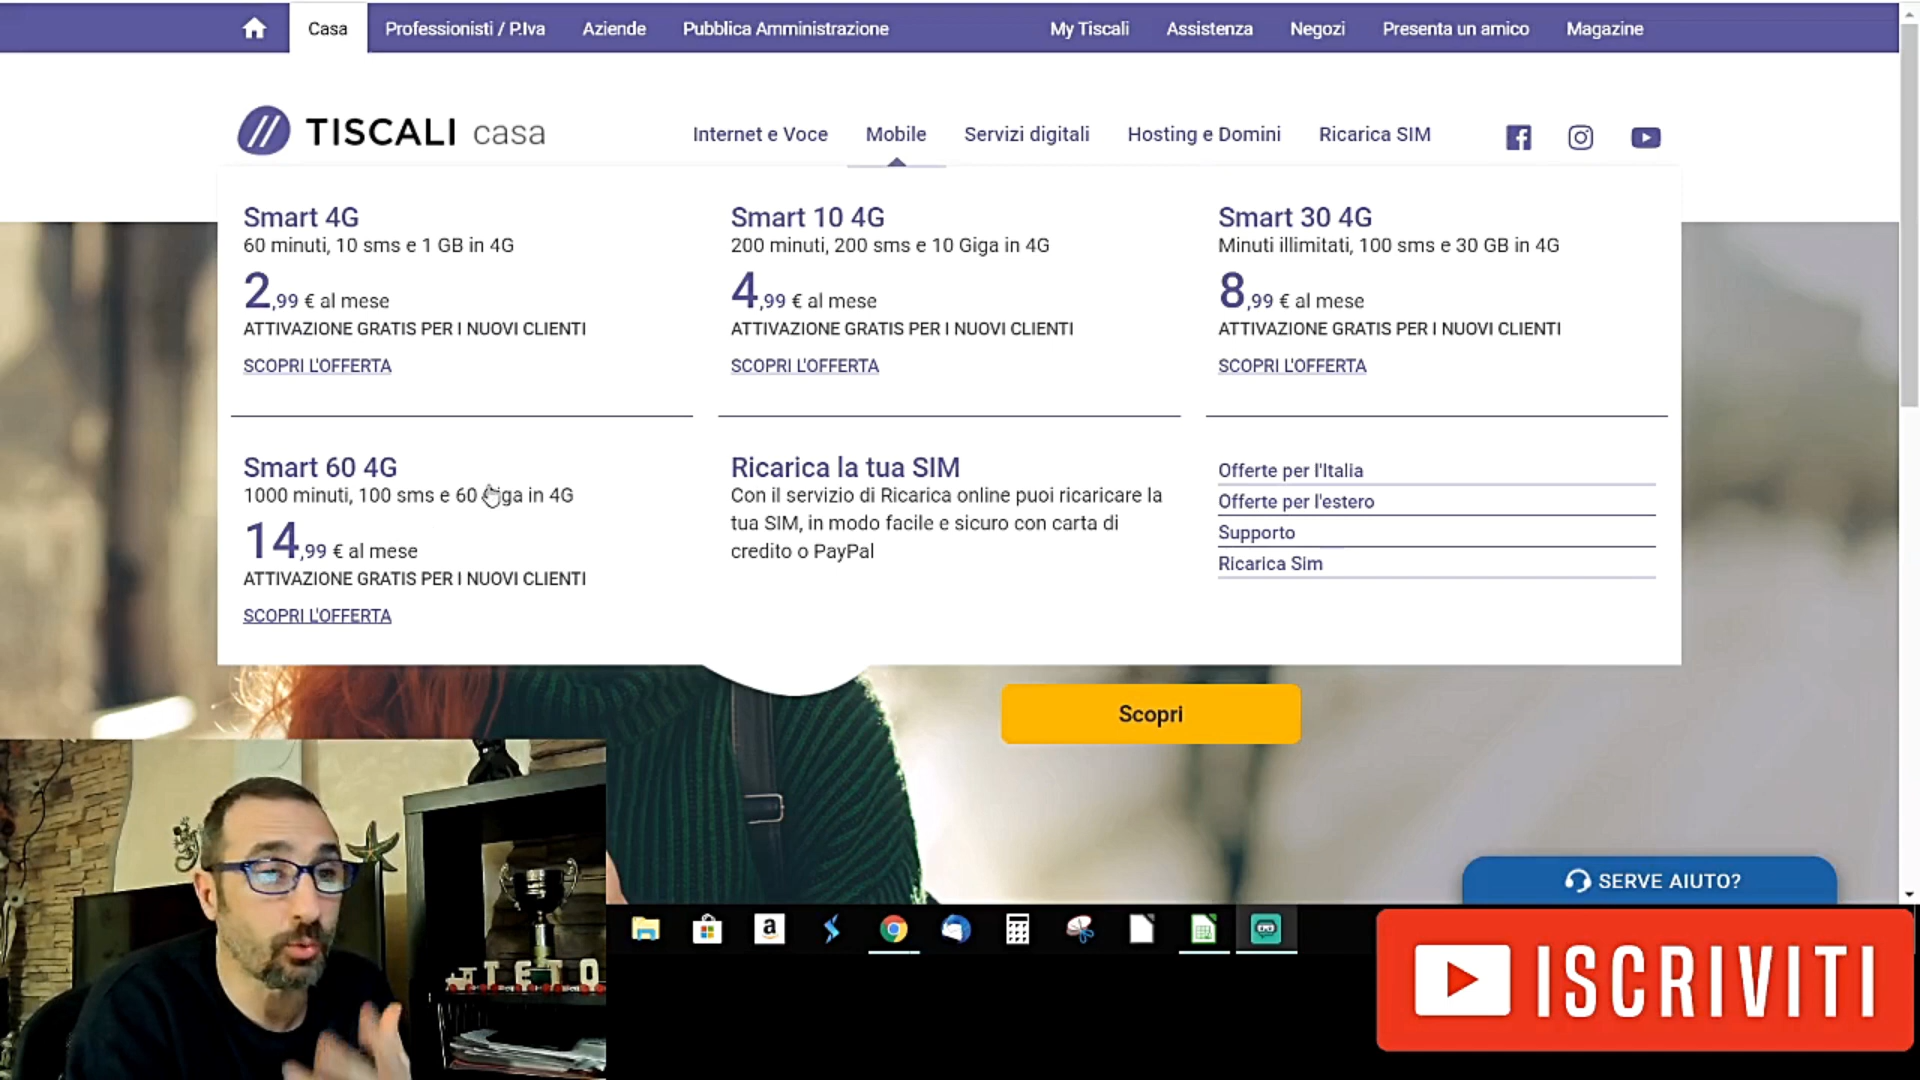 Casa
Professionisti / P.Iva
Aziende
Pubblica Amministrazione
My Tiscali
Assistenza
Negozi
Presenta un amico
Magazine
TISCALI casa
Internet e Voce
Mobile
Servizi digitali
Hosting e Domini
Ricarica SIM
Smart 4G
60 minuti, 10 sms e 1 GB in 4G
2,99 € al mese
ATTIVAZIONE GRATIS PER I NUOVI CLIENTI
SCOPRI L'OFFERTA
Smart 10 4G
200 minuti, 200 sms e 10 Giga in 4G
4,99 € al mese
ATTIVAZIONE GRATIS PER I NUOVI CLIENTI
SCOPRI L'OFFERTA
Smart 30 4G
Minuti illimitati, 100 sms e 30 GB in 4G
8,99 € al mese
ATTIVAZIONE GRATIS PER I NUOVI CLIENTI
SCOPRI L'OFFERTA
Smart 60 4G
1000 minuti, 100 sms e 60 Giga in 4G
14,99 € al mese
ATTIVAZIONE GRATIS PER I NUOVI CLIENTI
SCOPRI L'OFFERTA
Ricarica la tua SIM
Con il servizio di Ricarica online puoi ricaricare la
tua SIM, in modo facile e sicuro con carta di
credito o PayPal
Offerte per l'Italia
Offerte per l'estero
Supporto
Ricarica Sim
Scopri
SERVE AIUTO?
a
TETO
ISCRIVITI